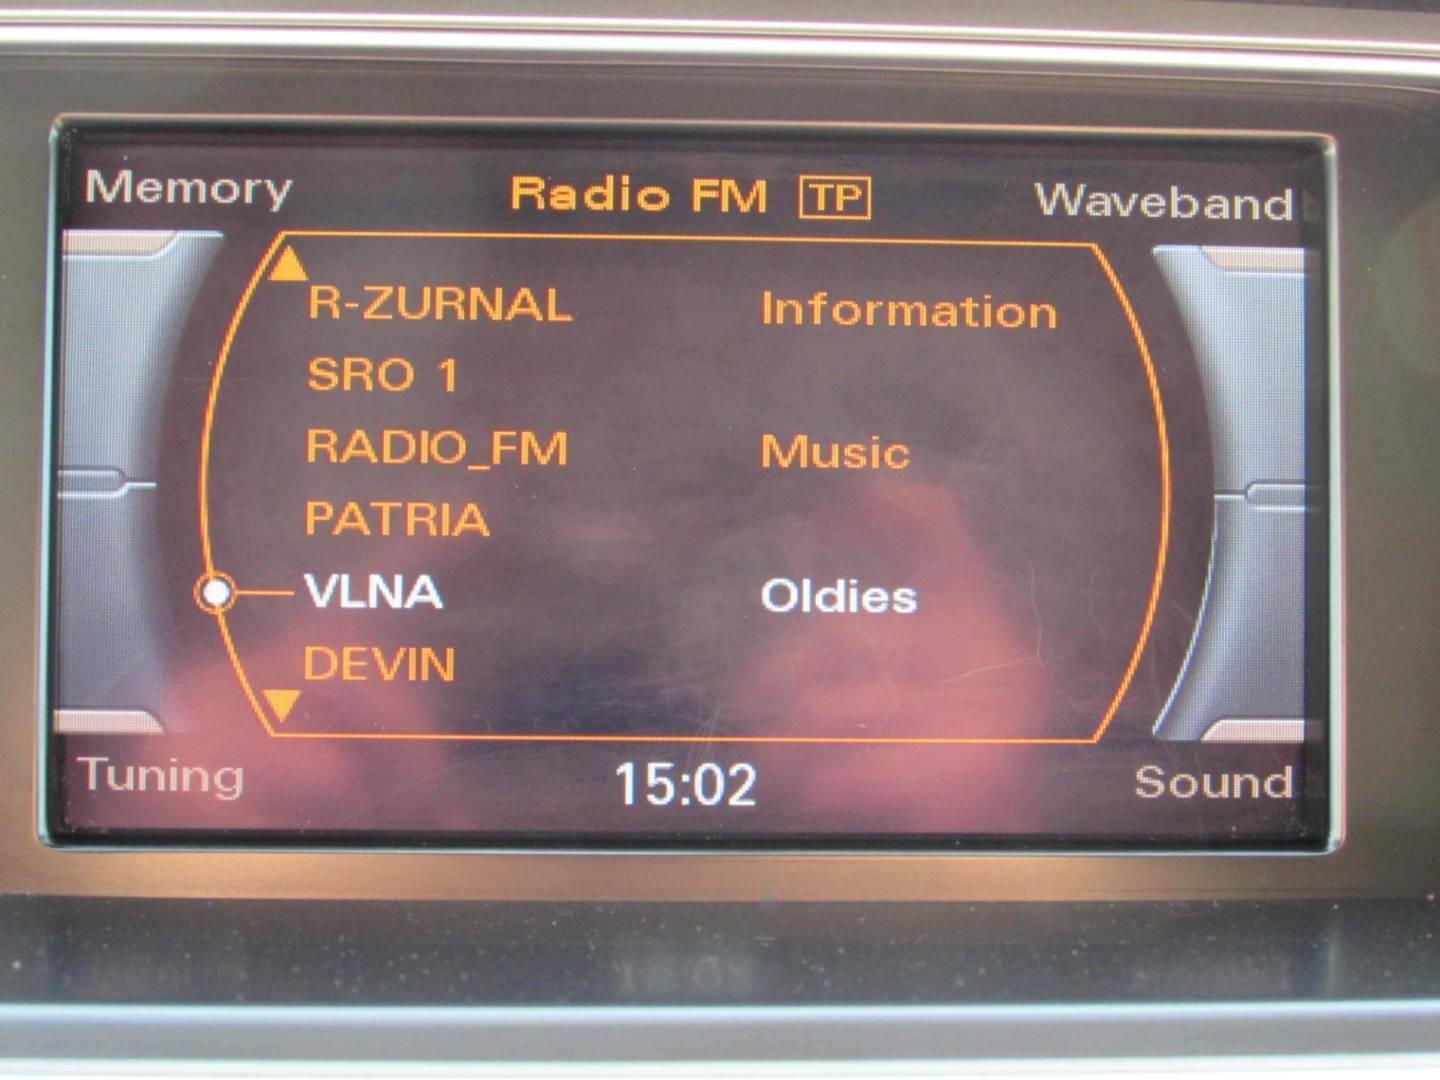 Memory Radio FM TP Waveband
R-ZURNAL Information
SRO 1
RADIO_FM Music
PATRIA
VLNA Oldies
DEVIN
Tuning 15:02 Sound